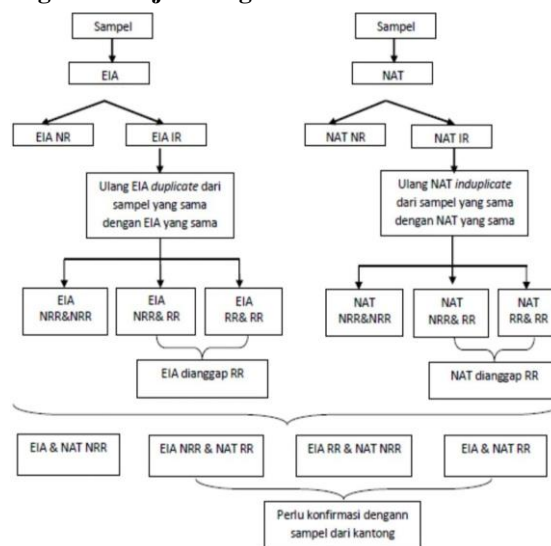 Sampel
EIA
EIA NR
EIA IR
Ulang EIA duplicate dari
sampel yang sama
dengan EIA yang sama
EIA
NRR&NRR
EIA
NRR& RR
EIA
RR& RR
EIA dianggap RR
Sampel
NAT
NAT NR
NAT IR
Ulang NAT induplicate
dari sampel yang sama
dengan NAT yang sama
NAT
NRR&NRR
NAT
NRR& RR
NAT
RR& RR
NAT dianggap RR
EIA & NAT NRR
EIA NRR & NAT RR
EIA RR & NAT NRR
EIA & NAT RR
Perlu konfirmasi dengann
sampel dari kantong